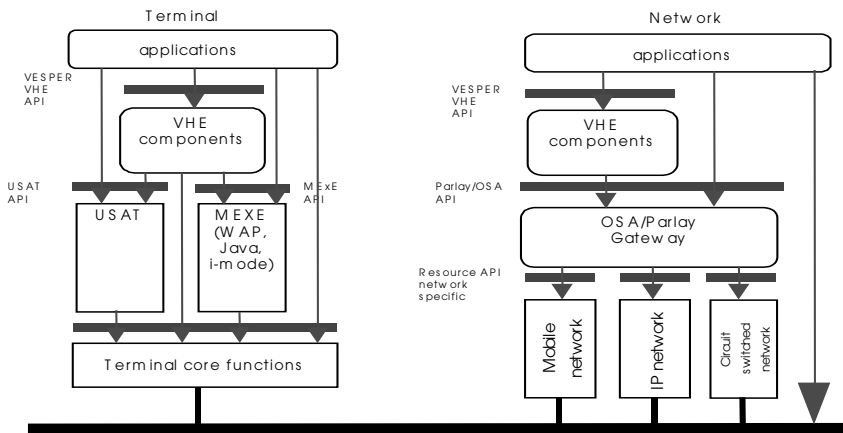 Terminal
applications
VESPER
VHE
API
VHE
components
USAT
API
MExE
API
USAT
MEXE
(WAP,
Java,
i-mode)
Terminal core functions
Network
applications
VESPER
VHE
API
VHE
components
Parlay/OSA
API
OSA/Parlay
Gateway
Resource API
network
specific
Mobile
network
IP network
Circuit
switched
network